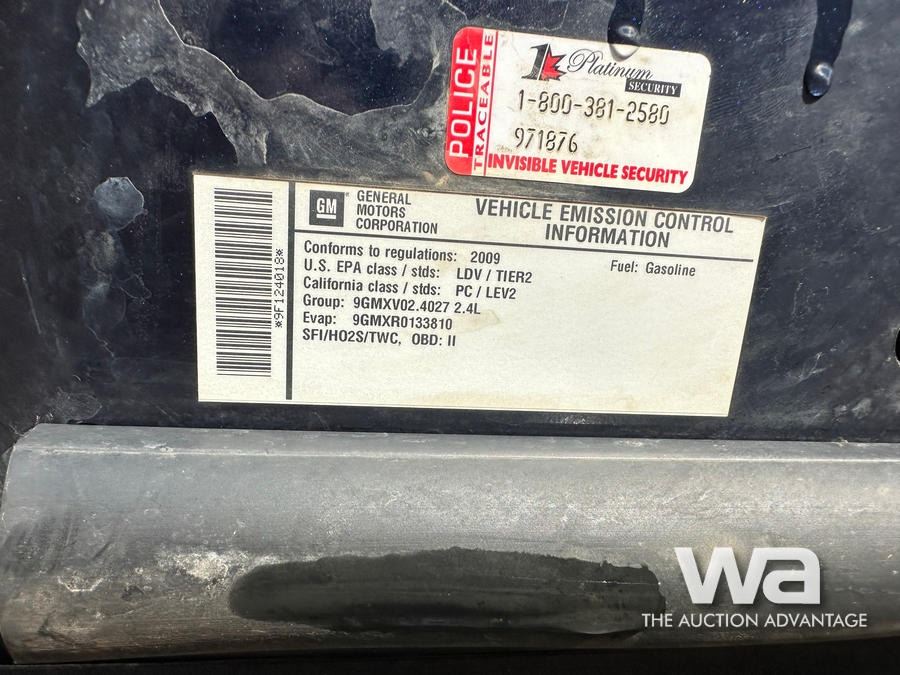 POLICE
TRACEABLE
1 Platinum
SECURITY
1-800-381-2580
971876
INVISIBLE VEHICLE SECURITY
*9F124018*
GM
GENERAL
MOTORS
CORPORATION
VEHICLE EMISSION CONTROL
INFORMATION
Conforms to regulations: 2009
Fuel: Gasoline
U.S. EPA class / stds: LDV / TIER2
California class / stds: PC / LEV2
Group: 9GMXV02.4027 2.4L
Evap: 9GMXR0133810
SFI/HO2S/TWC, OBD: II
wa
THE AUCTION ADVANTAGE